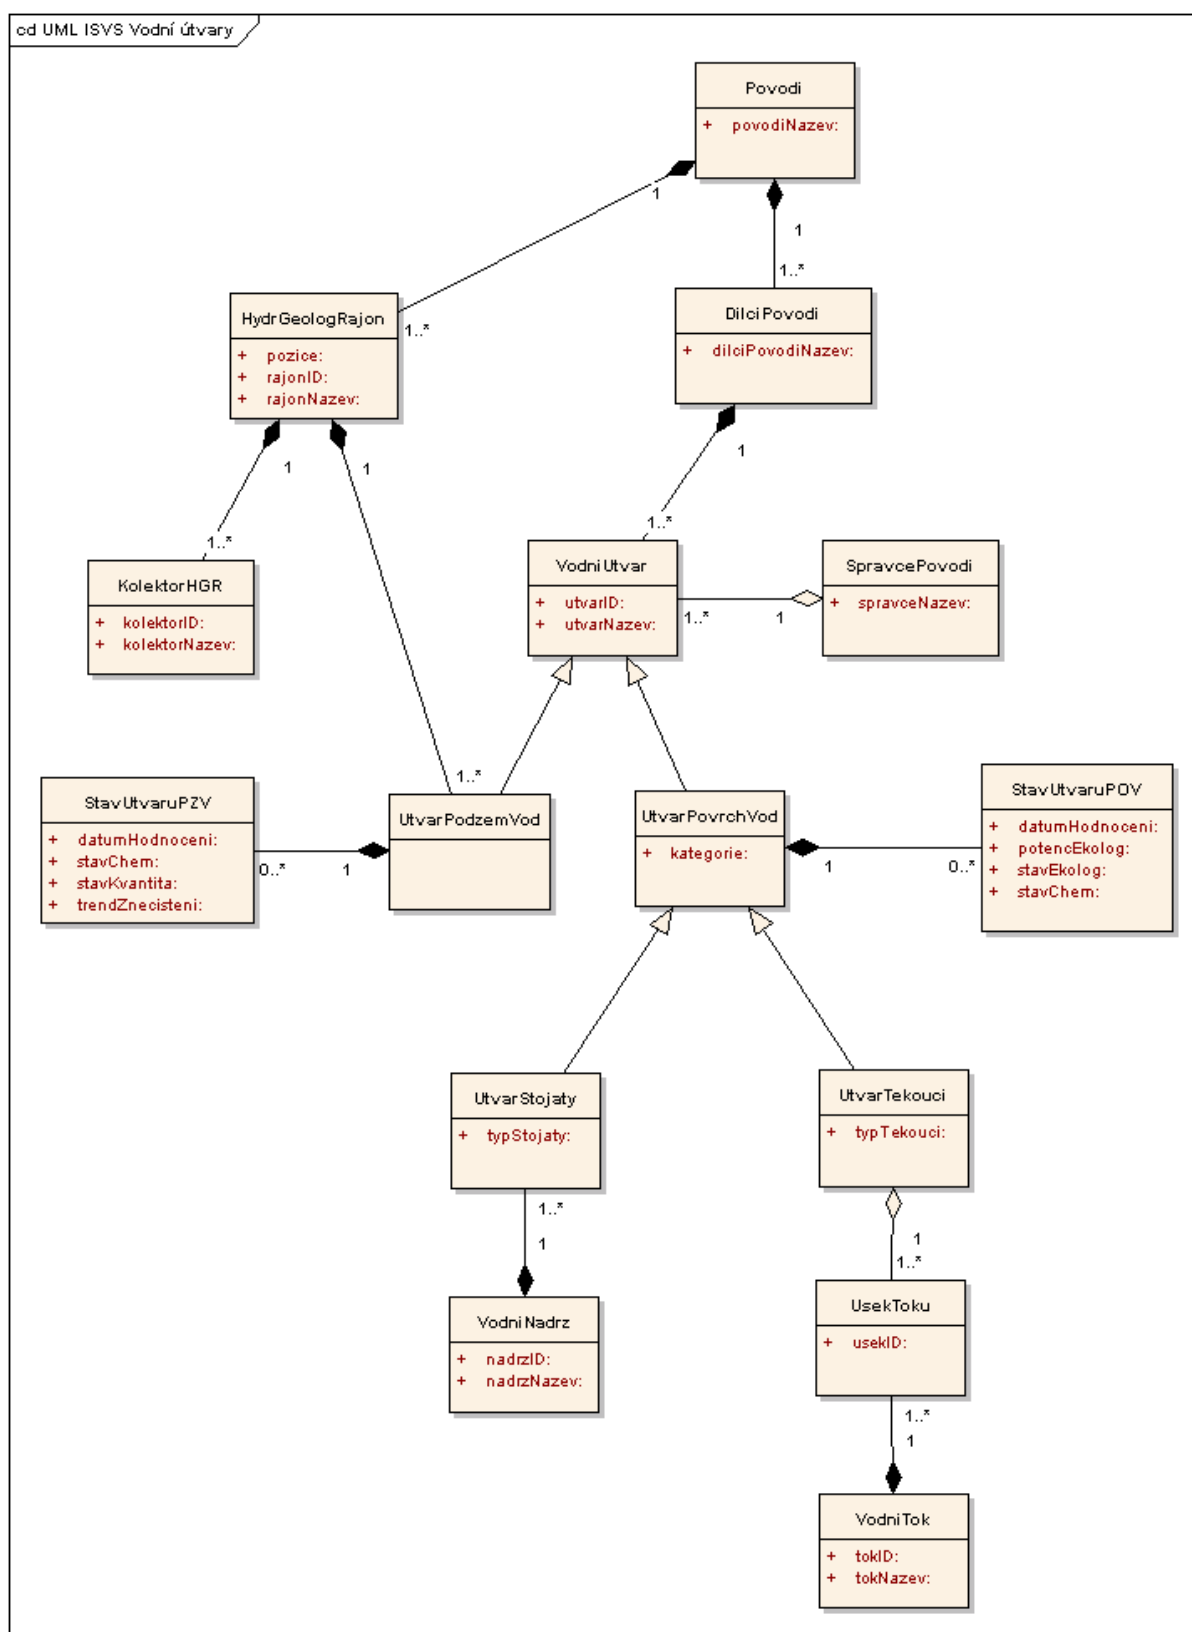 cd UML ISVS Vodní útvary
Povodi
+ povodiNazev:
1
1
1..*
HydrGeologRajon
+ pozice:
+ rajonID:
+ rajonNazev:
1..*
DilciPovodi
+ dilciPovodiNazev:
1
1
1
1..*
1..*
KolektorHGR
+ kolektorID:
+ kolektorNazev:
VodniUtvar
+ utvarID:
+ utvarNazev:
1..*
1
SpravcePovodi
+ spravceNazev:
1..*
StavUtvaruPZV
+ datumHodnoceni:
+ stavChem:
+ stavKvantita:
+ trendZnecisteni:
0..*
1
UtvarPodzemVod
UtvarPovrchVod
+ kategorie:
1
0..*
StavUtvaruPOV
+ datumHodnoceni:
+ potencEkolog:
+ stavEkolog:
+ stavChem:
UtvarStojaty
+ typStojaty:
UtvarTekouci
+ typTekouci:
1..*
1
1
1..*
VodniNadrz
+ nadrzID:
+ nadrzNazev:
UsekToku
+ usekID:
1..*
1
VodniTok
+ tokID:
+ tokNazev: